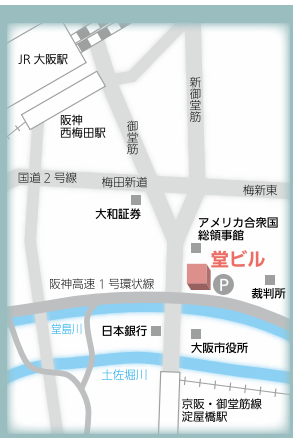 JR 大阪駅
新御堂筋
阪神
西梅田駅
御堂筋
国道2号線
梅田新道
梅新東
大和証券
アメリカ合衆国
総領事館
堂ビル
P
阪神高速 1 号環状線
裁判所
堂島川
日本銀行
大阪市役所
土佐堀川
京阪・御堂筋線
淀屋橋駅